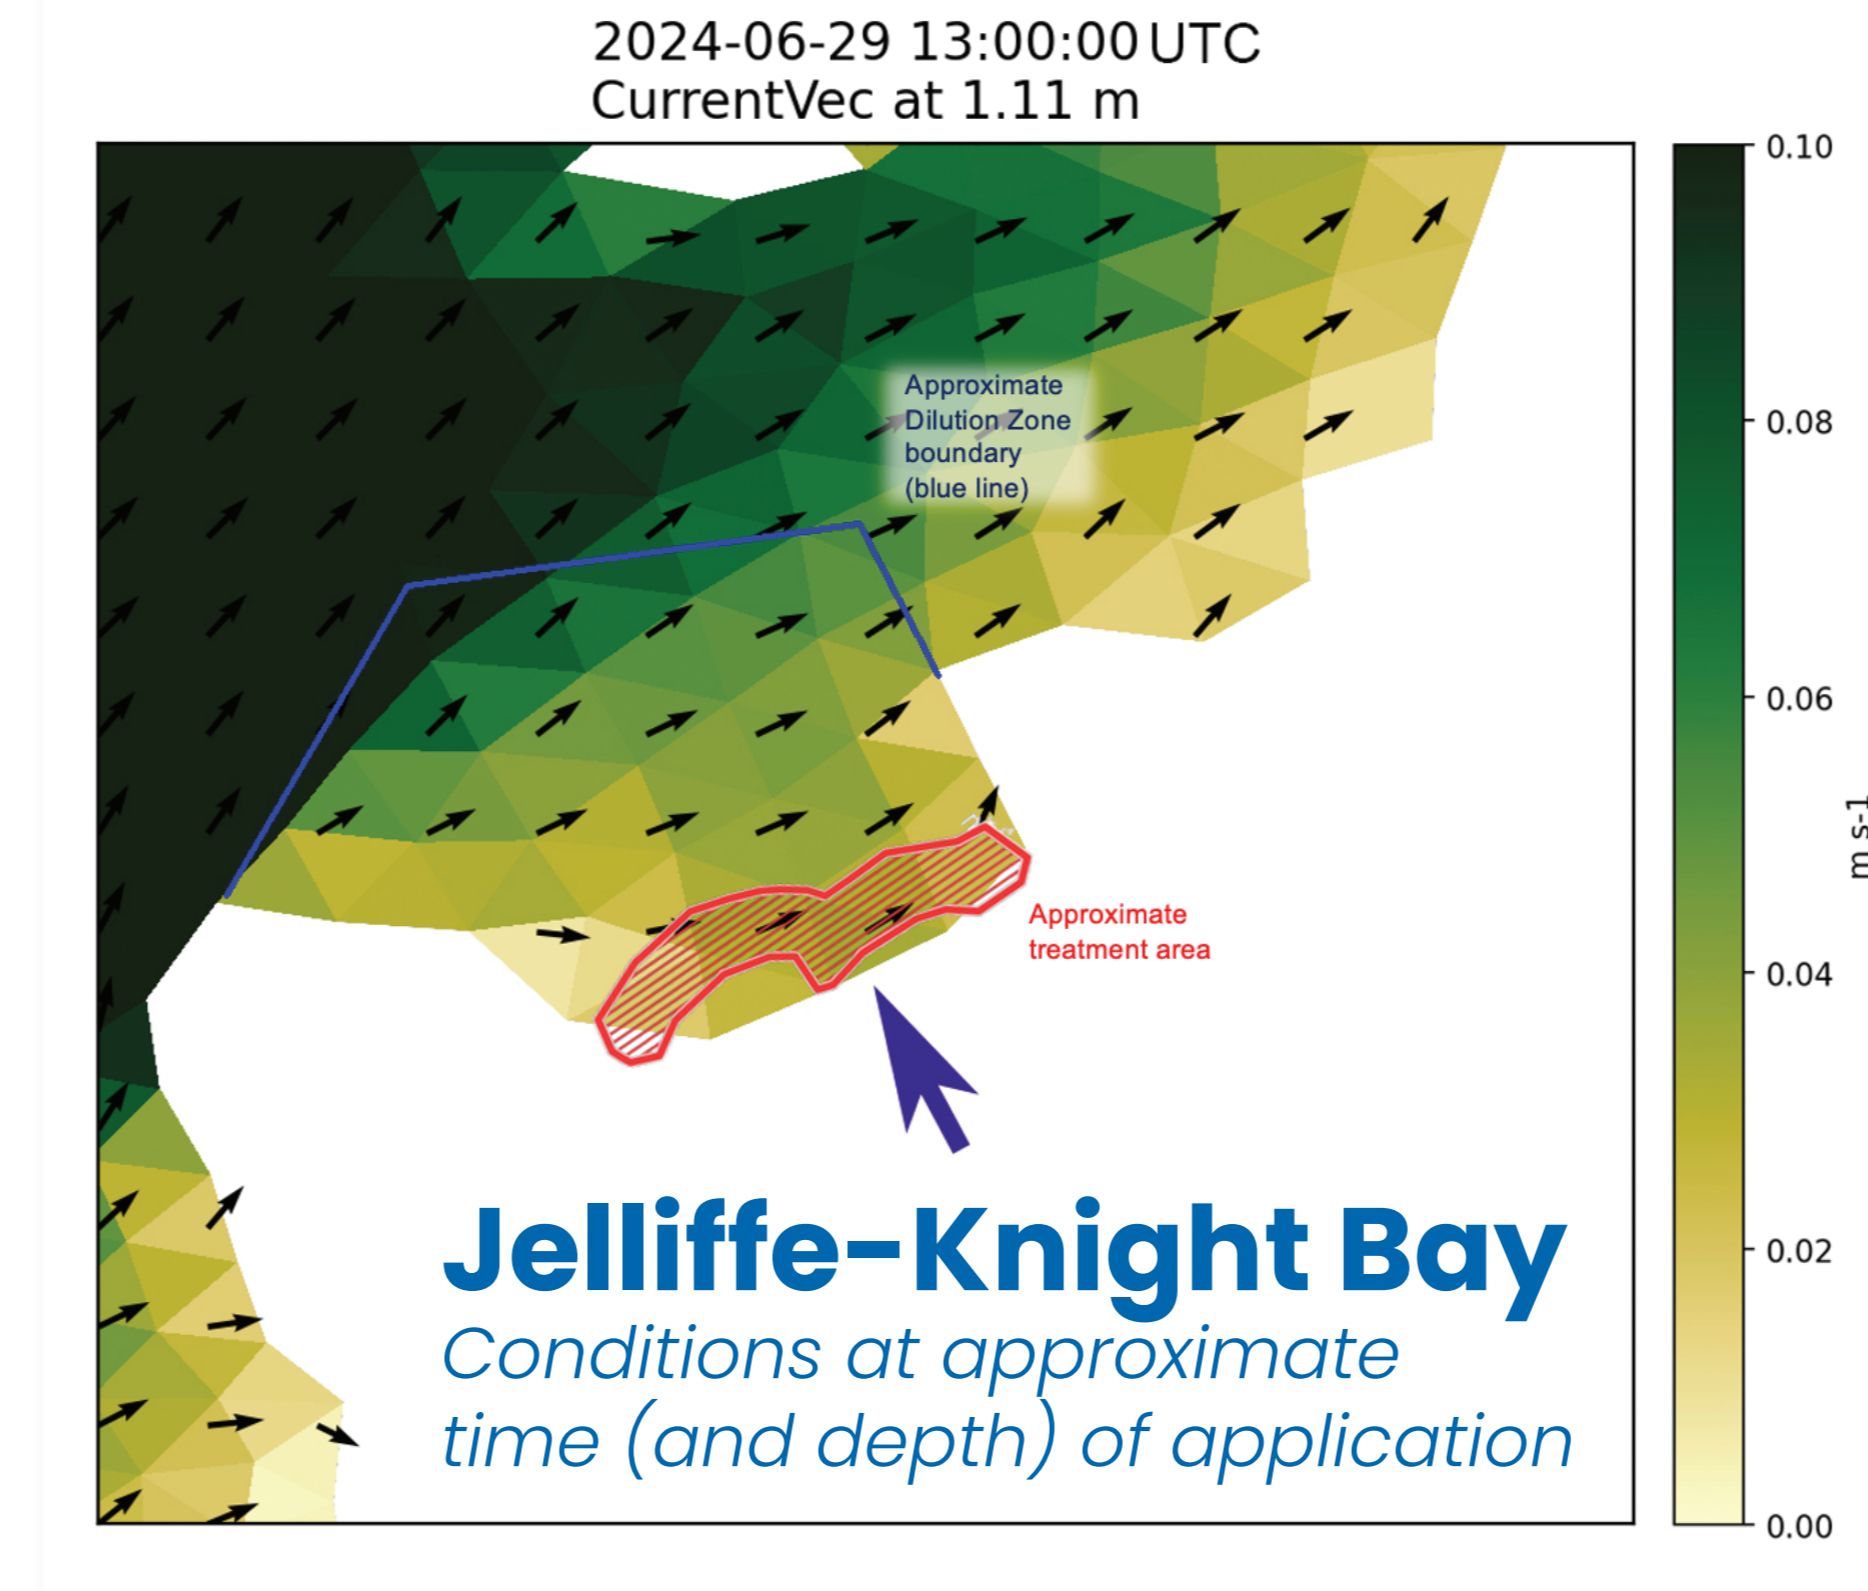 2024-06-29 13:00:00 UTC
CurrentVec at 1.11 m
Approximate
Dilution Zone
boundary
(blue line)
Approximate
treatment area
Jelliffe-Knight Bay
Conditions at approximate
time (and depth) of application
0.10
0.08
0.06
0.04
0.02
0.00
m s-1